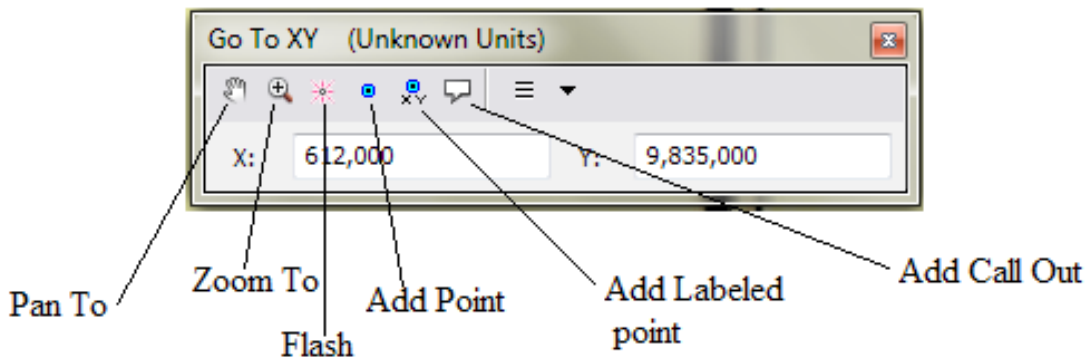 Go To XY (Unknown Units)
X Y
X: 612,000 Y: 9,835,000
Pan To
Zoom To
Flash
Add Point
Add Labeled
point
Add Call Out